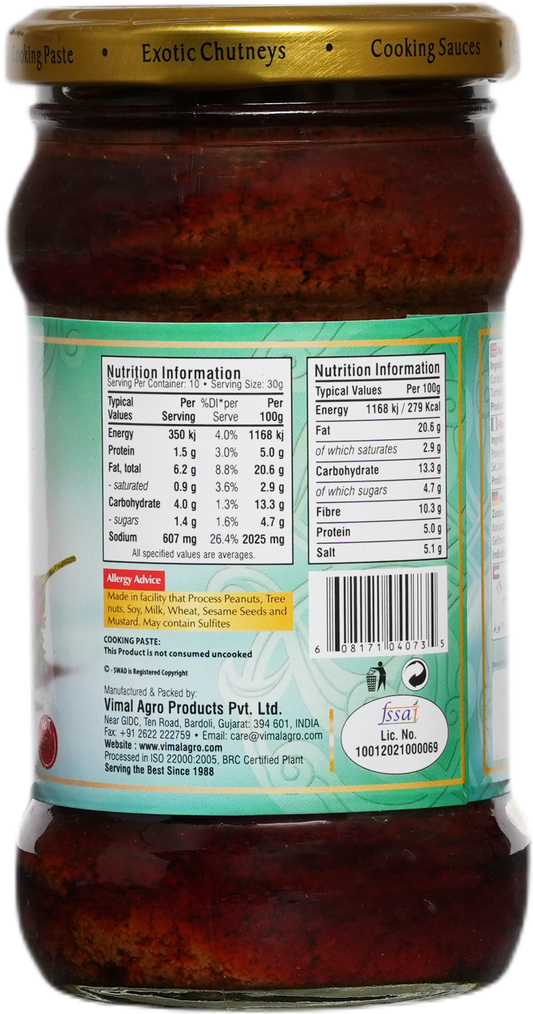 Cooking Paste • Exotic Chutneys • Cooking Sauces •
Nutrition Information
Serving Per Container: 10 • Serving Size: 30g
Typical Values Per Serving %DI*per Serve Per 100g
Energy 350 kj 4.0% 1168 kj
Protein 1.5 g 3.0% 5.0 g
Fat, total 6.2 g 8.8% 20.6 g
- saturated 0.9 g 3.6% 2.9 g
Carbohydrate 4.0 g 1.3% 13.3 g
- sugars 1.4 g 1.6% 4.7 g
Sodium 607 mg 26.4% 2025 mg
All specified values are averages.
Nutrition Information
Typical Values Per 100g
Energy 1168 kj / 279 Kcal
Fat 20.6 g
of which saturates 2.9 g
Carbohydrate 13.3 g
of which sugars 4.7 g
Fibre 10.3 g
Protein 5.0 g
Salt 5.1 g
Allergy Advice
Made in facility that Process Peanuts, Tree
nuts, Soy, Milk, Wheat, Sesame Seeds and
Mustard. May contain Sulfites
COOKING PASTE:
This Product is not consumed uncooked
© - SWAD is Registered Copyright
Manufactured & Packed by:
Vimal Agro Products Pvt. Ltd.
Near GIDC, Ten Road, Bardoli, Gujarat: 394 601, INDIA
Fax: +91 2622 222759 • Email: care@vimalagro.com
Website : www.vimalagro.com
Processed in ISO 22000:2005, BRC Certified Plant
Serving the Best Since 1988
6 08171 04073 5
fssai
Lic. No.
10012021000069